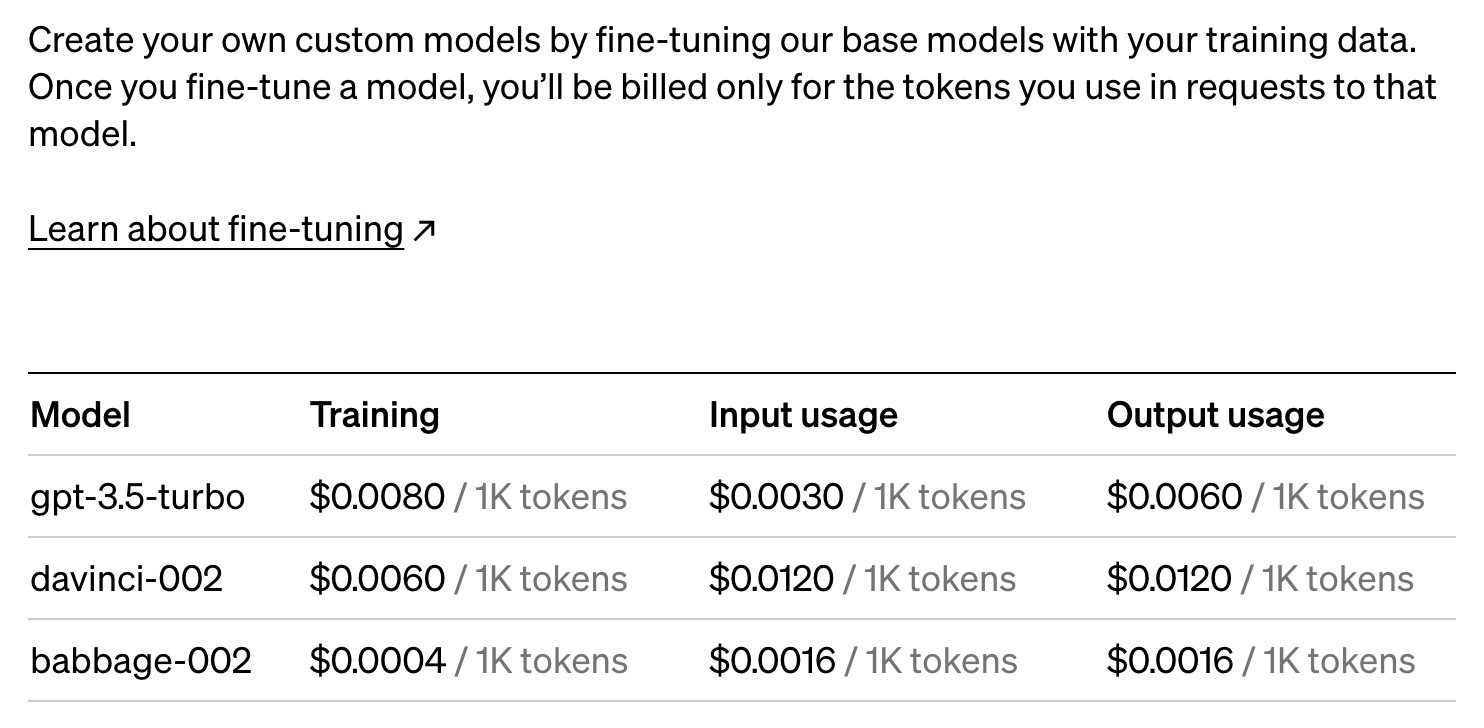 Create your own custom models by fine-tuning our base models with your training data.
Once you fine-tune a model, you’ll be billed only for the tokens you use in requests to that
model.
Learn about fine-tuning ↗
Model Training Input usage Output usage
gpt-3.5-turbo $0.0080 / 1K tokens $0.0030 / 1K tokens $0.0060 / 1K tokens
davinci-002 $0.0060 / 1K tokens $0.0120 / 1K tokens $0.0120 / 1K tokens
babbage-002 $0.0004 / 1K tokens $0.0016 / 1K tokens $0.0016 / 1K tokens